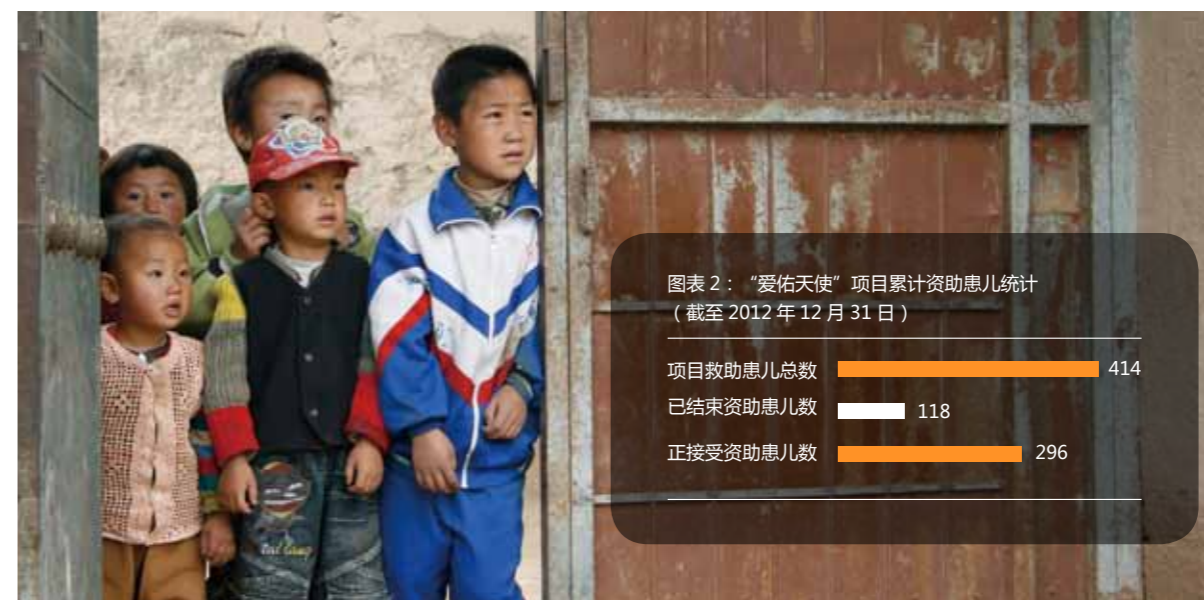 图表 2：“爱佑天使”项目累计资助患儿统计
（截至 2012 年 12 月 31 日）
项目救助患儿总数 414
已结束资助患儿数 118
正接受资助患儿数 296